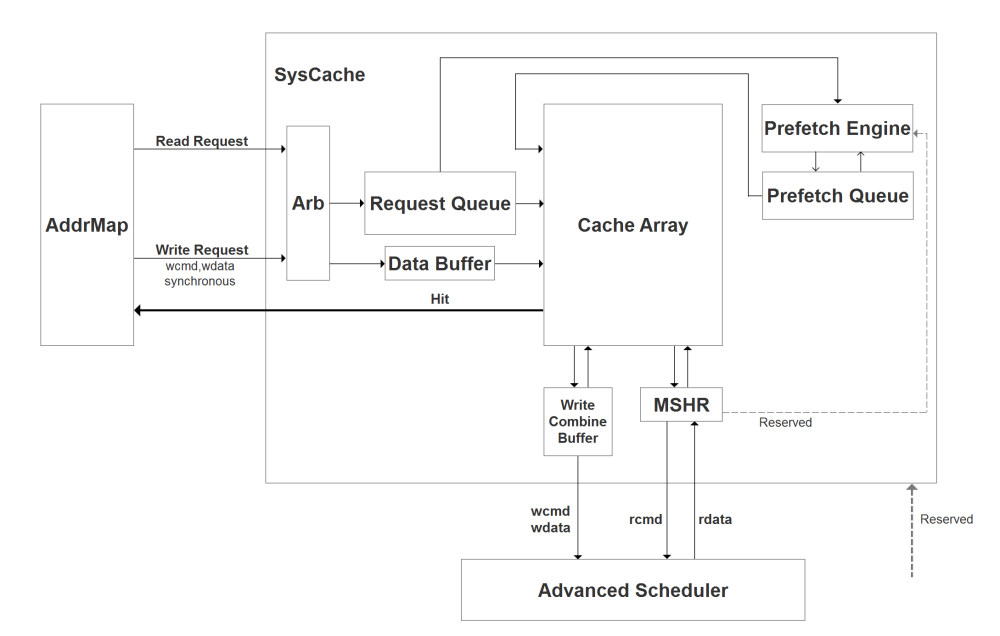 SysCache
Prefetch Engine
Read Request
Prefetch Queue
Arb
Request Queue
AddrMap
Cache Array
Write Request
wcmd,wdata
synchronous
Data Buffer
Hit
Write
Combine
Buffer
MSHR
Reserved
wcmd
wdata
rcmd
rdata
Reserved
Advanced Scheduler